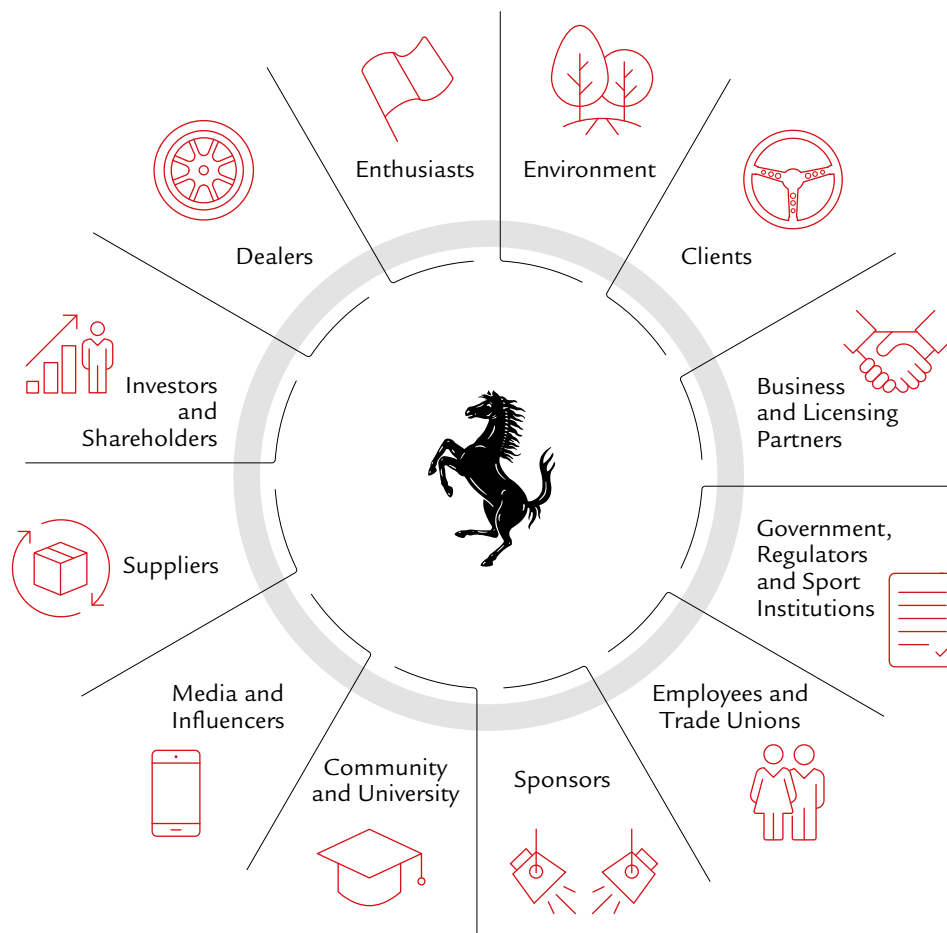 Enthusiasts
Environment
Dealers
Clients
Investors
and
Shareholders
Business
and Licensing
Partners
Suppliers
Government,
Regulators
and Sport
Institutions
Media and
Influencers
Employees and
Trade Unions
Community
and University
Sponsors